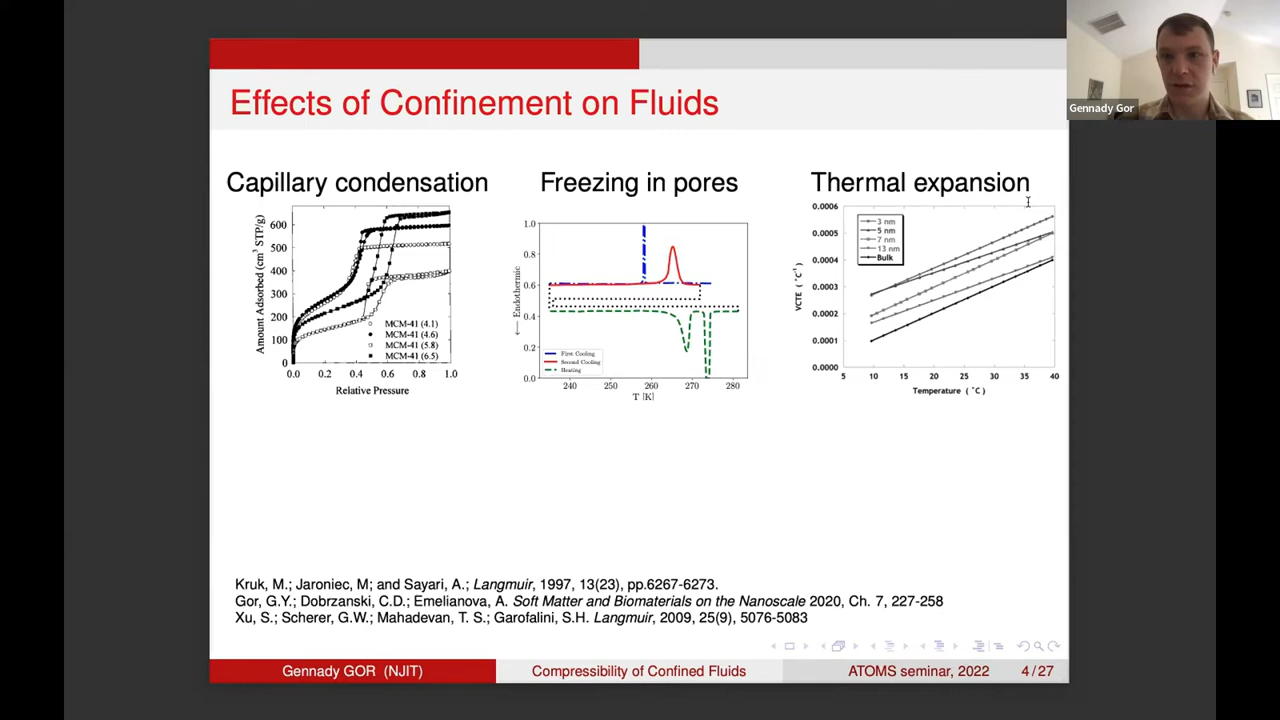 Effects of Confinement on Fluids
Gennady Gor
Capillary condensation
Freezing in pores
Thermal expansion
Amount Adsorbed (cm³ STP/g)
600
500
400
300
200
100
0
MCM-41 (4.1)
MCM-41 (4.6)
MCM-41 (5.8)
MCM-41 (6.5)
0.0 0.2 0.4 0.6 0.8 1.0
Relative Pressure
⟵ Endothermic
1.0
0.8
0.6
0.4
0.2
0.0
First Cooling
Second Cooling
Heating
240 250 260 270 280
T [K]
VCTE (°C⁻¹)
0.0006
0.0005
0.0004
0.0003
0.0002
0.0001
0.0000
3 nm
5 nm
7 nm
13 nm
Bulk
5 10 15 20 25 30 35 40
Temperature (°C)
Kruk, M.; Jaroniec, M; and Sayari, A.; Langmuir, 1997, 13(23), pp.6267-6273.
Gor, G.Y.; Dobrzanski, C.D.; Emelianova, A. Soft Matter and Biomaterials on the Nanoscale 2020, Ch. 7, 227-258
Xu, S.; Scherer, G.W.; Mahadevan, T. S.; Garofalini, S.H. Langmuir, 2009, 25(9), 5076-5083
Gennady GOR (NJIT)
Compressibility of Confined Fluids
ATOMS seminar, 2022
4/27